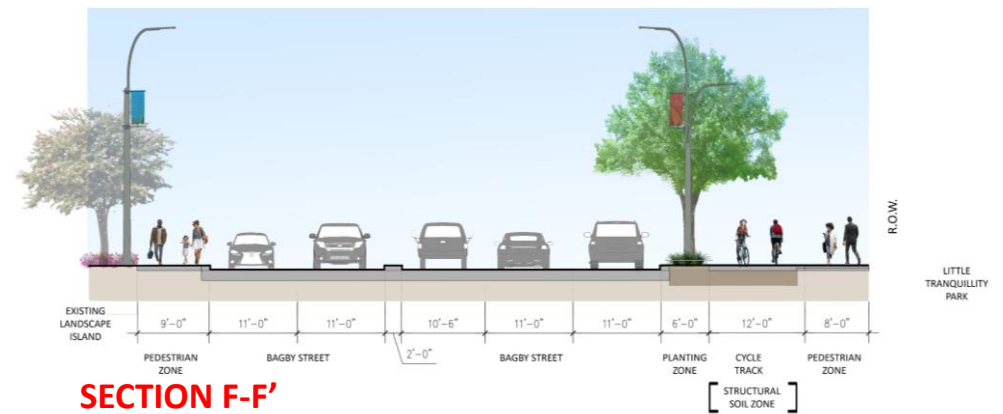 R.O.W.
LITTLE
TRANQUILLITY
PARK
EXISTING
LANDSCAPE
ISLAND
9'-0"
11'-0"
11'-0"
2'-0"
10'-6"
11'-0"
11'-0"
6'-0"
12'-0"
8'-0"
PEDESTRIAN
ZONE
BAGBY STREET
BAGBY STREET
PLANTING
ZONE
CYCLE
TRACK
PEDESTRIAN
ZONE
STRUCTURAL
SOIL ZONE
SECTION F-F'